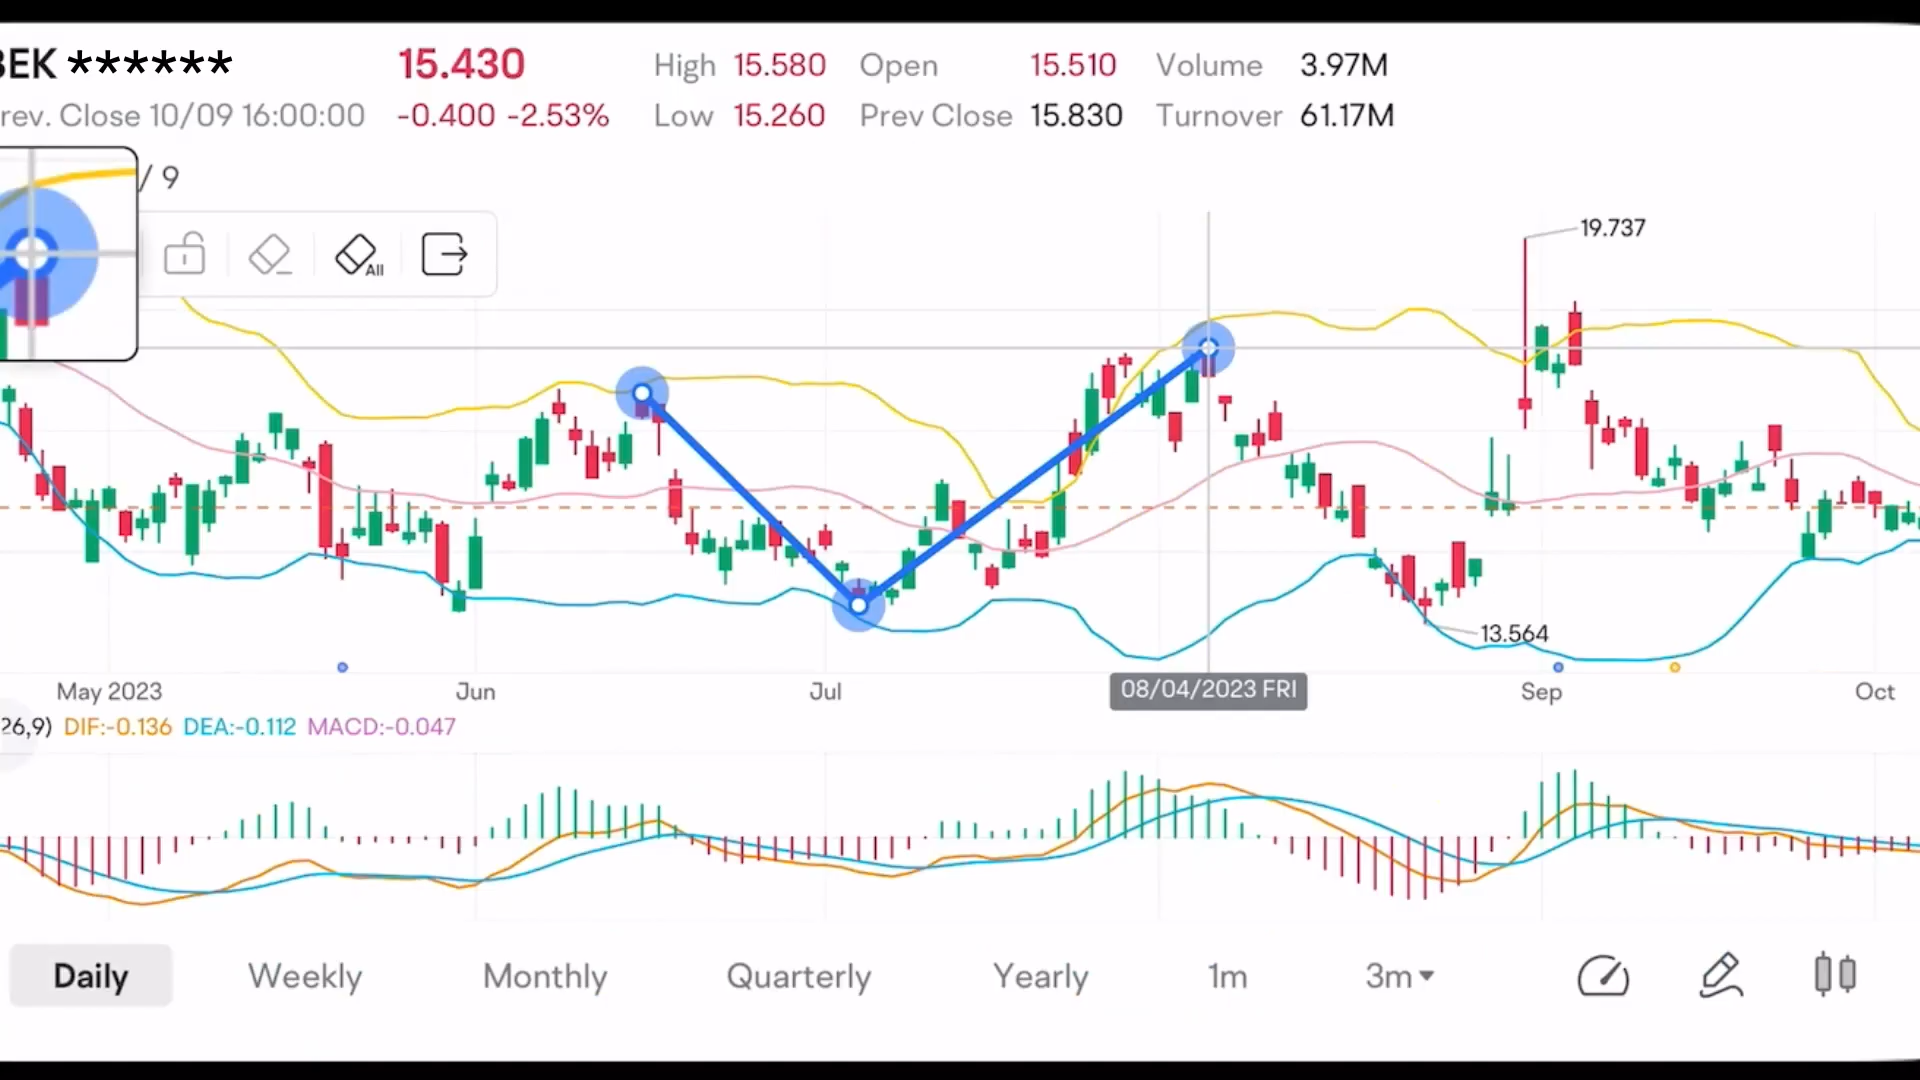 BEK ****** 15.430 High 15.580 Open 15.510 Volume 3.97M
rev. Close 10/09 16:00:00 -0.400 -2.53% Low 15.260 Prev Close 15.830 Turnover 61.17M
/ 9
All
19.737
13.564
May 2023 Jun Jul 08/04/2023 FRI Sep Oct
26,9) DIF:-0.136 DEA:-0.112 MACD:-0.047
Daily Weekly Monthly Quarterly Yearly 1m 3m